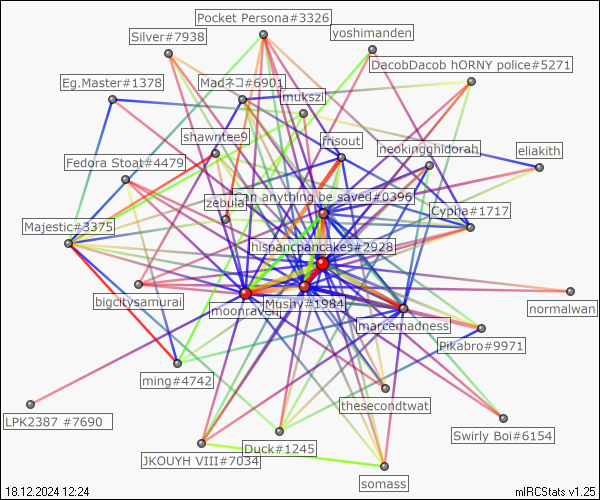 Pocket Persona#3326
yoshimanden
Silver#7938
DacobDacob hORNY police#5271
Eg.Master#1378
Madネコ#6901
mukszi
shawntee9
frisout
neokingghidorah
eliakith
Fedora Stoat#4479
an anything be saved#0396
zebula
Cypha#1717
Majestic#3375
hispancpancakes#2928
bigcitysamurai
Mushy#1984
moonraven
normalwan
marcemadness
Pikabro#9971
ming#4742
thesecondtwat
LPK2387 #7690
Swirly Boi#6154
Duck#1245
JKOUYH VIII#7034
somass
18.12.2024 12:24
mIRCStats v1.25